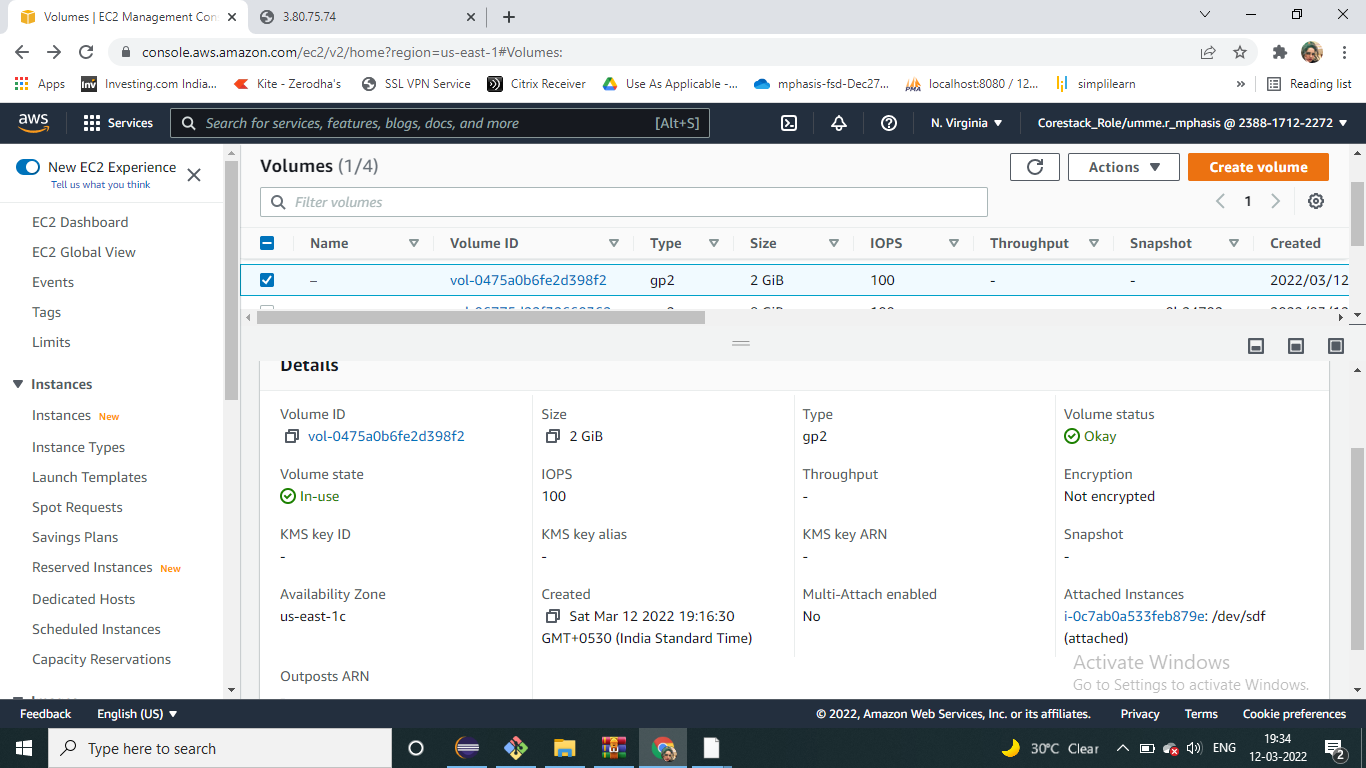 Volumes | EC2 Management Con
3.80.75.74
console.aws.amazon.com/ec2/v2/home?region=us-east-1#Volumes:
Apps
Investing.com India...
Kite - Zerodha's
SSL VPN Service
Citrix Receiver
Use As Applicable -...
mphasis-fsd-Dec27...
localhost:8080 / 12...
simplilearn
»
Reading list
aws
Services
Search for services, features, blogs, docs, and more
[Alt+S]
N. Virginia
Corestack_Role/umme.r_mphasis @ 2388-1712-2272
New EC2 Experience
Tell us what you think
EC2 Dashboard
EC2 Global View
Events
Tags
Limits
Instances
Instances New
Instance Types
Launch Templates
Spot Requests
Savings Plans
Reserved Instances New
Dedicated Hosts
Scheduled Instances
Capacity Reservations
Volumes (1/4)
Actions
Create volume
Filter volumes
1
Name Volume ID Type Size IOPS Throughput Snapshot Created
– vol-0475a0b6fe2d398f2 gp2 2 GiB 100 - - 2022/03/12
Details
Volume ID
vol-0475a0b6fe2d398f2
Size
2 GiB
Type
gp2
Volume status
Okay
Volume state
In-use
IOPS
100
Throughput
-
Encryption
Not encrypted
KMS key ID
-
KMS key alias
-
KMS key ARN
-
Snapshot
-
Availability Zone
us-east-1c
Created
Sat Mar 12 2022 19:16:30
GMT+0530 (India Standard Time)
Multi-Attach enabled
No
Attached Instances
i-0c7ab0a533feb879e: /dev/sdf
(attached)
Outposts ARN
Activate Windows
Go to Settings to activate Windows.
Feedback
English (US)
© 2022, Amazon Web Services, Inc. or its affiliates.
Privacy
Terms
Cookie preferences
Type here to search
30°C Clear
ENG
19:34
12-03-2022
2